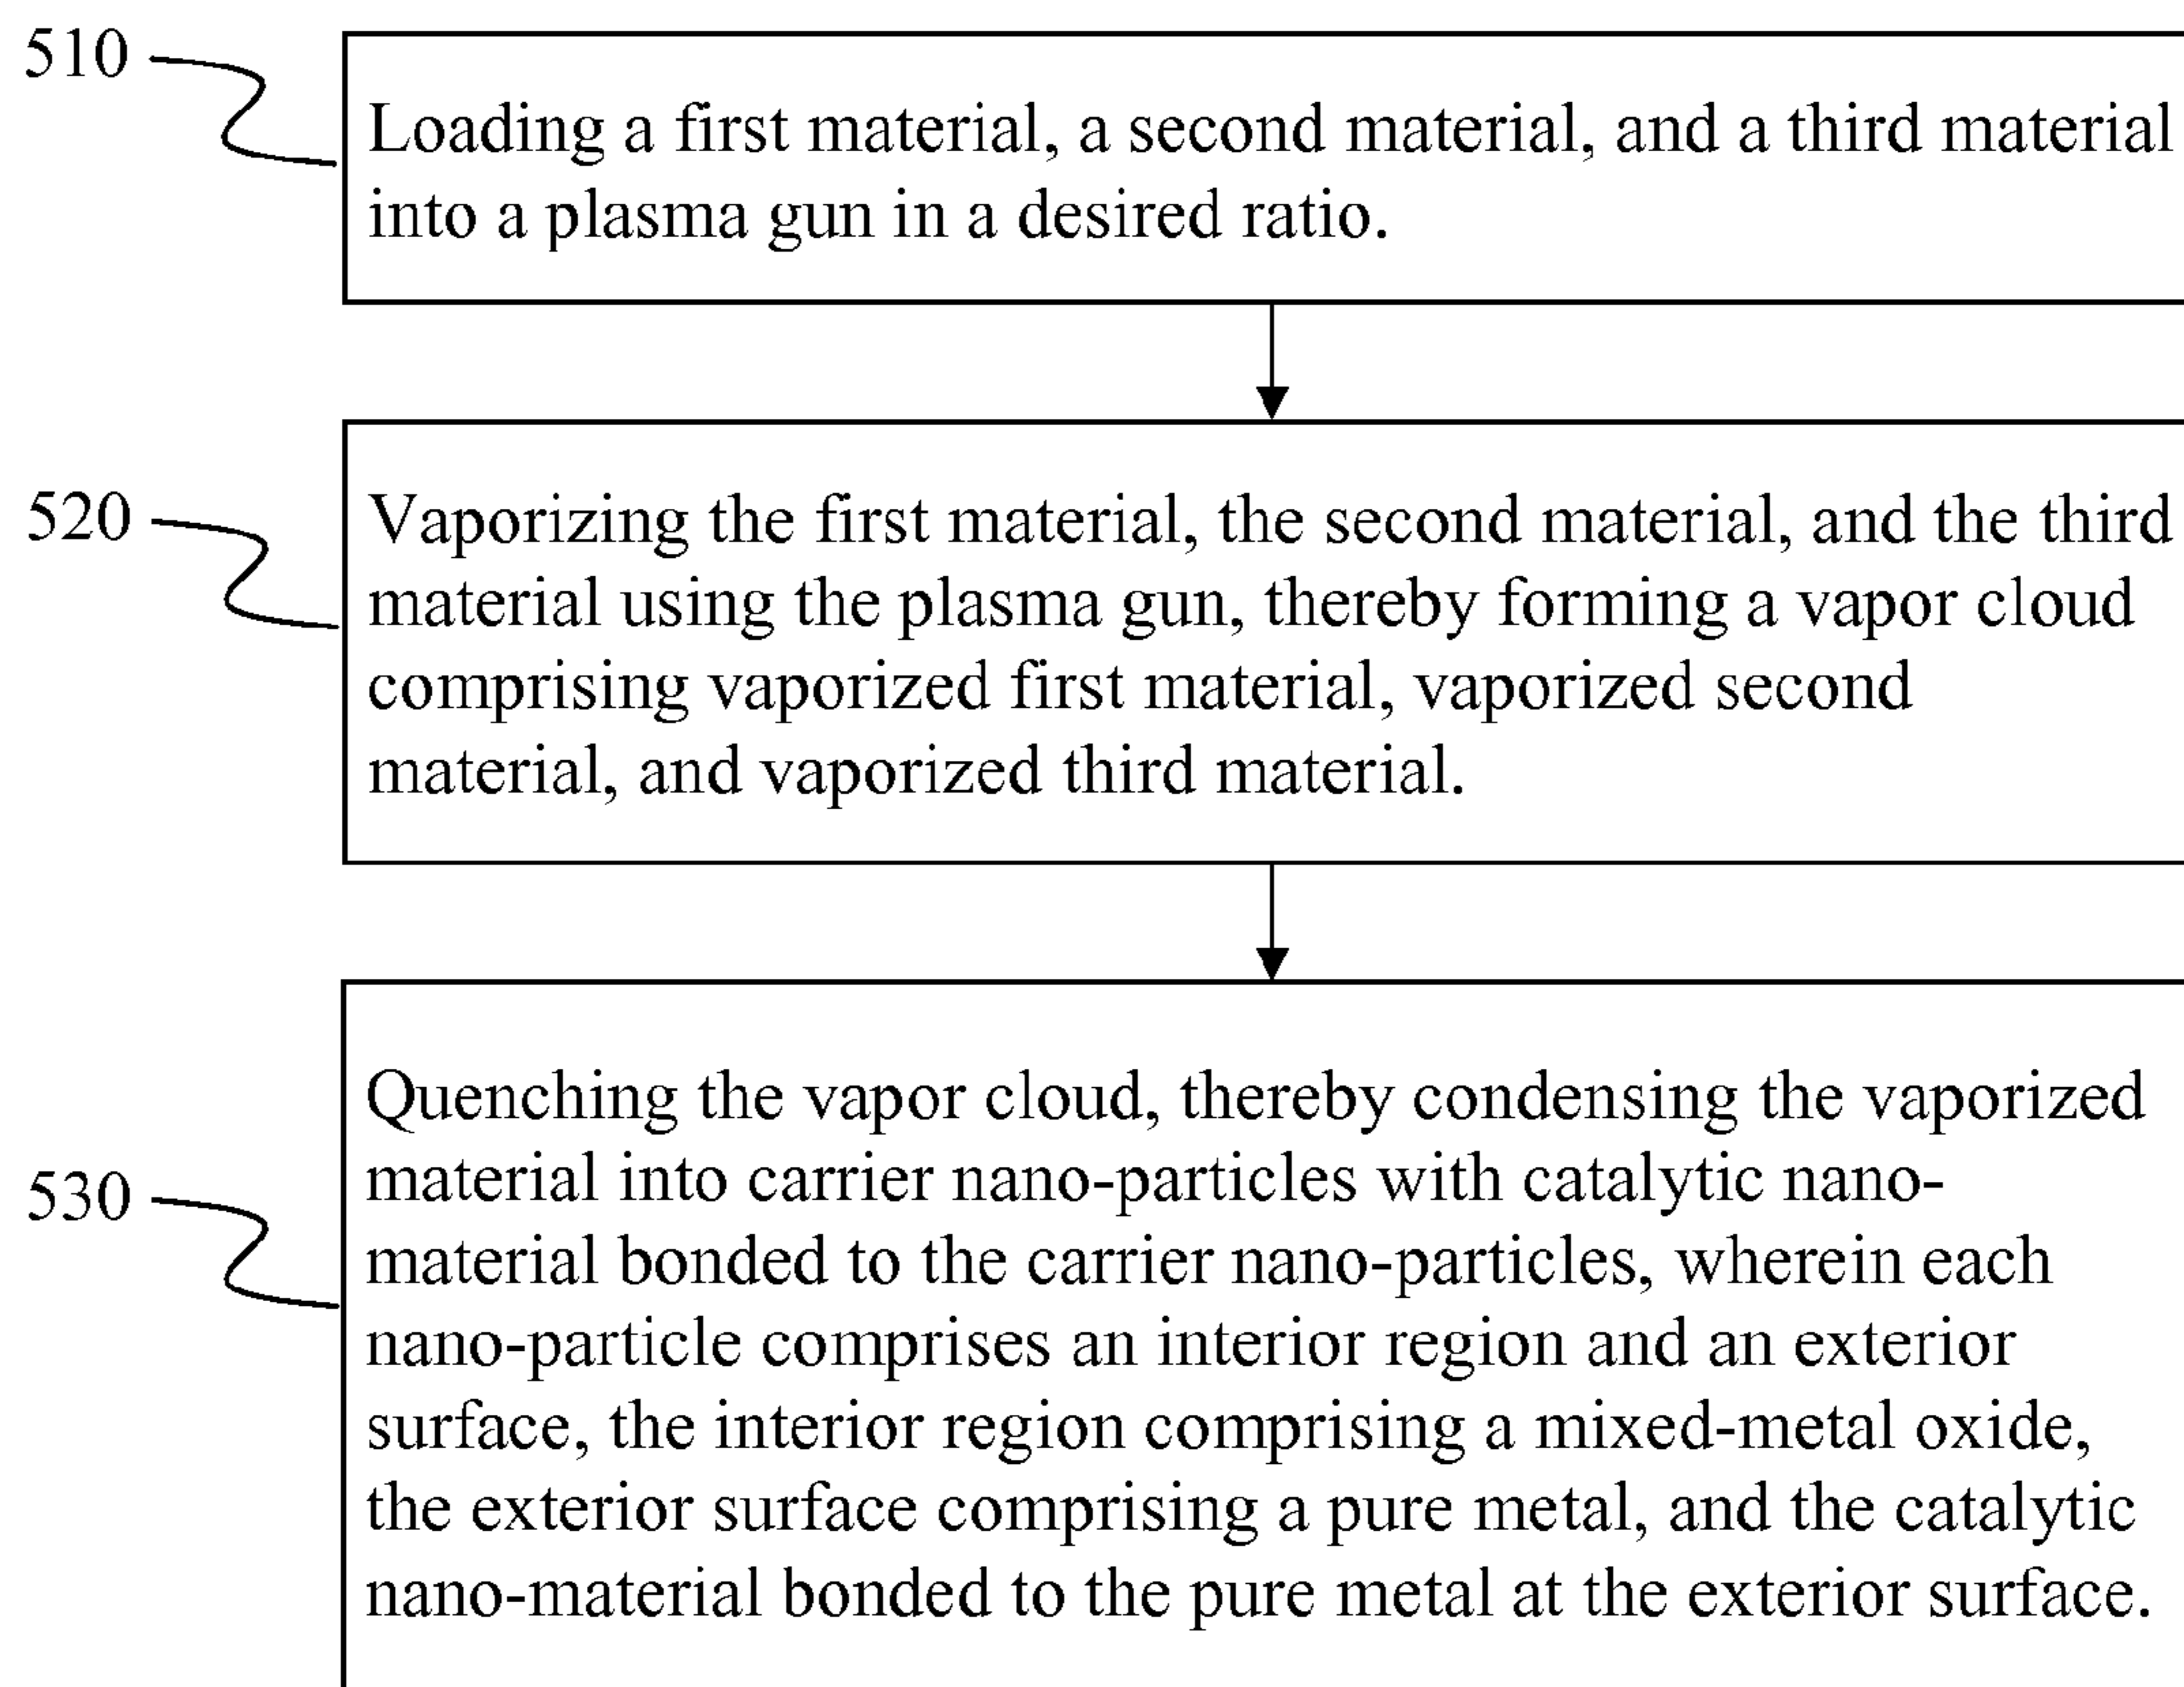 510
Loading a first material, a second material, and a third material
into a plasma gun in a desired ratio.
520
Vaporizing the first material, the second material, and the third
material using the plasma gun, thereby forming a vapor cloud
comprising vaporized first material, vaporized second
material, and vaporized third material.
530
Quenching the vapor cloud, thereby condensing the vaporized
material into carrier nano-particles with catalytic nano-
material bonded to the carrier nano-particles, wherein each
nano-particle comprises an interior region and an exterior
surface, the interior region comprising a mixed-metal oxide,
the exterior surface comprising a pure metal, and the catalytic
nano-material bonded to the pure metal at the exterior surface.